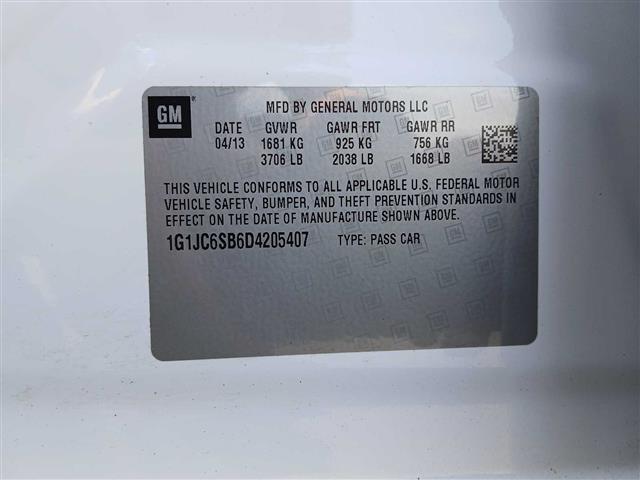 GM
MFD BY GENERAL MOTORS LLC
DATE GVWR GAWR FRT GAWR RR
04/13 1681 KG 925 KG 756 KG
3706 LB 2038 LB 1668 LB
THIS VEHICLE CONFORMS TO ALL APPLICABLE U.S. FEDERAL MOTOR
VEHICLE SAFETY, BUMPER, AND THEFT PREVENTION STANDARDS IN
EFFECT ON THE DATE OF MANUFACTURE SHOWN ABOVE.
1G1JC6SB6D4205407 TYPE: PASS CAR